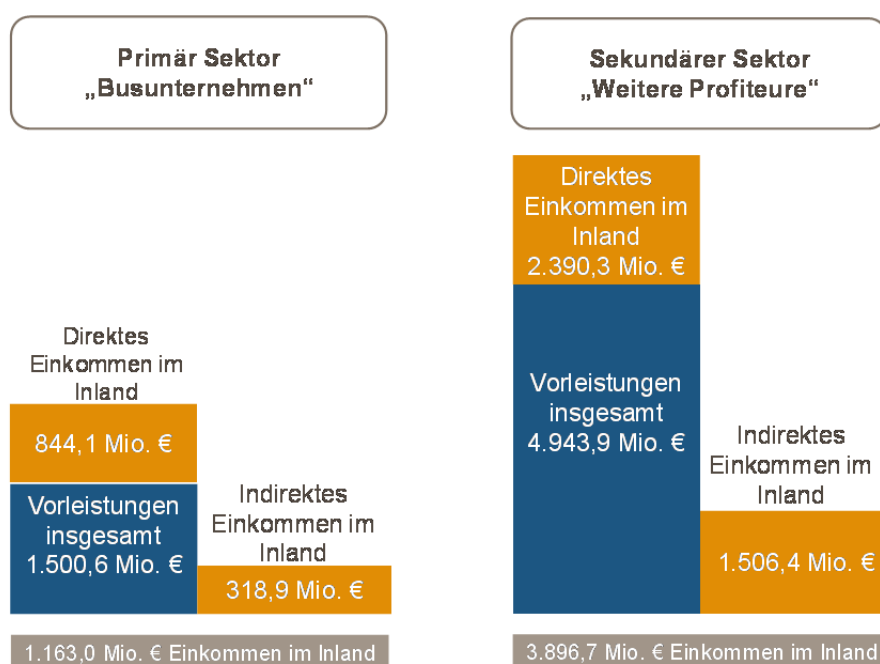 Primär Sektor
„Busunternehmen“
Direktes
Einkommen im
Inland
844,1 Mio. €
Vorleistungen
insgesamt
1.500,6 Mio. €
Indirektes
Einkommen im
Inland
318,9 Mio. €
1.163,0 Mio. € Einkommen im Inland
Sekundärer Sektor
„Weitere Profiteure“
Direktes
Einkommen im
Inland
2.390,3 Mio. €
Vorleistungen
insgesamt
4.943,9 Mio. €
Indirektes
Einkommen im
Inland
1.506,4 Mio. €
3.896,7 Mio. € Einkommen im Inland